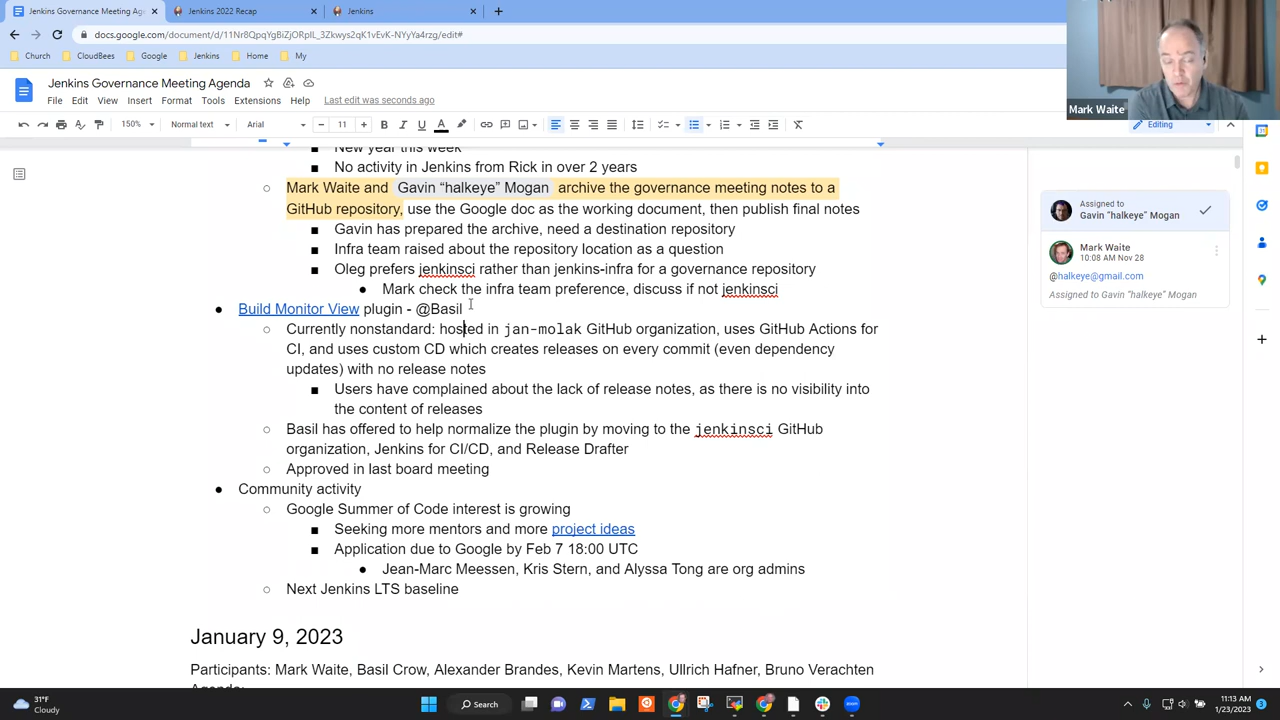 Jenkins Governance Meeting Age
Jenkins 2022 Recap
Jenkins
docs.google.com/document/d/11Nr8QpqYgBiZjORpIL_3Zkwys2qK1vEvK-NYyYa4rzg/edit#
Church
CloudBees
Google
Jenkins
Home
My
Jenkins Governance Meeting Agenda
File Edit View Insert Format Tools Extensions Help Last edit was seconds ago
150% Normal text Arial 11
Editing
Mark Waite
New year this week
No activity in Jenkins from Rick in over 2 years
Mark Waite and Gavin “halkeye” Mogan archive the governance meeting notes to a
GitHub repository, use the Google doc as the working document, then publish final notes
Gavin has prepared the archive, need a destination repository
Infra team raised about the repository location as a question
Oleg prefers jenkinsci rather than jenkins-infra for a governance repository
Mark check the infra team preference, discuss if not jenkinsci
Build Monitor View plugin - @Basil
Currently nonstandard: hosted in jan-molak GitHub organization, uses GitHub Actions for
CI, and uses custom CD which creates releases on every commit (even dependency
updates) with no release notes
Users have complained about the lack of release notes, as there is no visibility into
the content of releases
Basil has offered to help normalize the plugin by moving to the jenkinsci GitHub
organization, Jenkins for CI/CD, and Release Drafter
Approved in last board meeting
Community activity
Google Summer of Code interest is growing
Seeking more mentors and more project ideas
Application due to Google by Feb 7 18:00 UTC
Jean-Marc Meessen, Kris Stern, and Alyssa Tong are org admins
Next Jenkins LTS baseline
January 9, 2023
Participants: Mark Waite, Basil Crow, Alexander Brandes, Kevin Martens, Ullrich Hafner, Bruno Verachten
Agenda:
Assigned to
Gavin “halkeye” Mogan
Mark Waite
10:08 AM Nov 28
@halkeye@gmail.com
Assigned to Gavin “halkeye” Mogan
31°F
Cloudy
Search
11:13 AM
1/23/2023
3